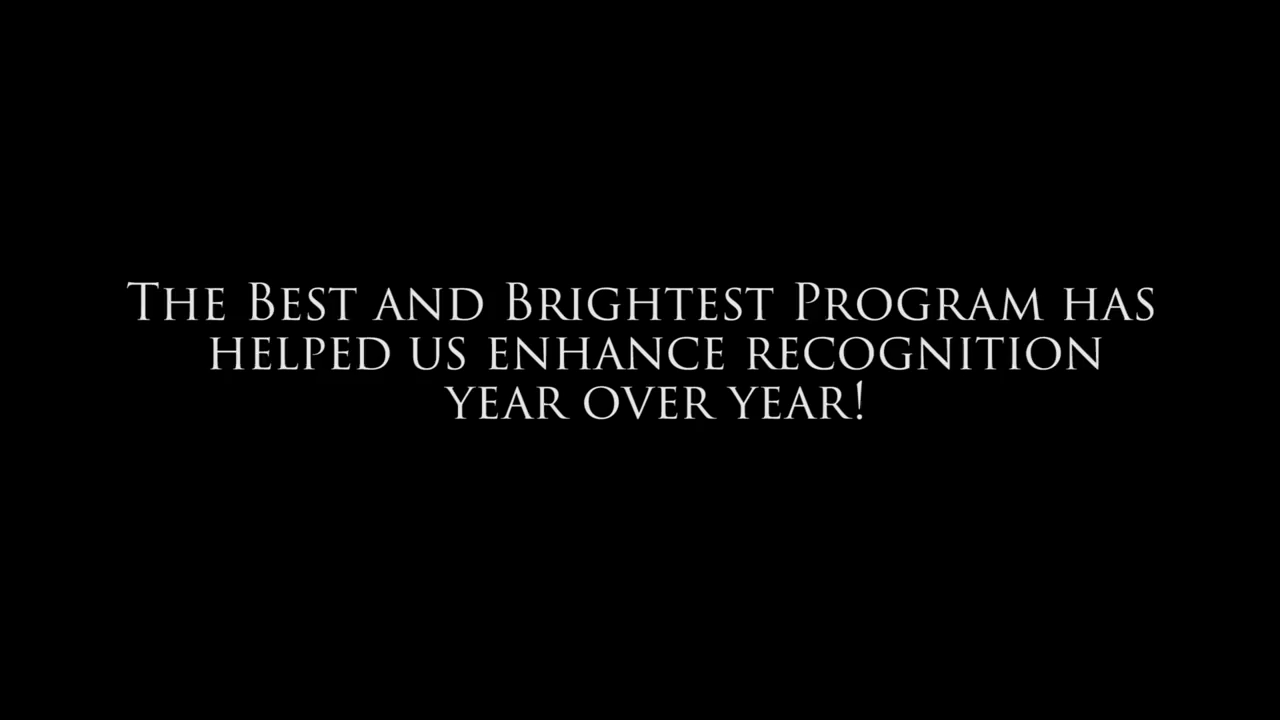 The Best and Brightest Program has
helped us enhance recognition
year over year!